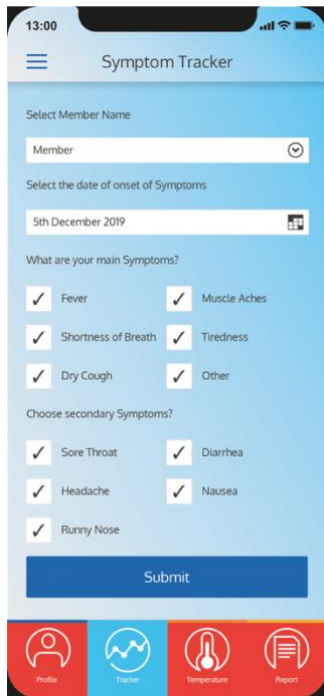 13:00
Symptom Tracker
Select Member Name
Member
Select the date of onset of Symptoms
5th December 2019
What are your main Symptoms?
Fever Muscle Aches
Shortness of Breath Tiredness
Dry Cough Other
Choose secondary Symptoms?
Sore Throat Diarrhea
Headache Nausea
Runny Nose
Submit
Profile Tracker Temperature Report